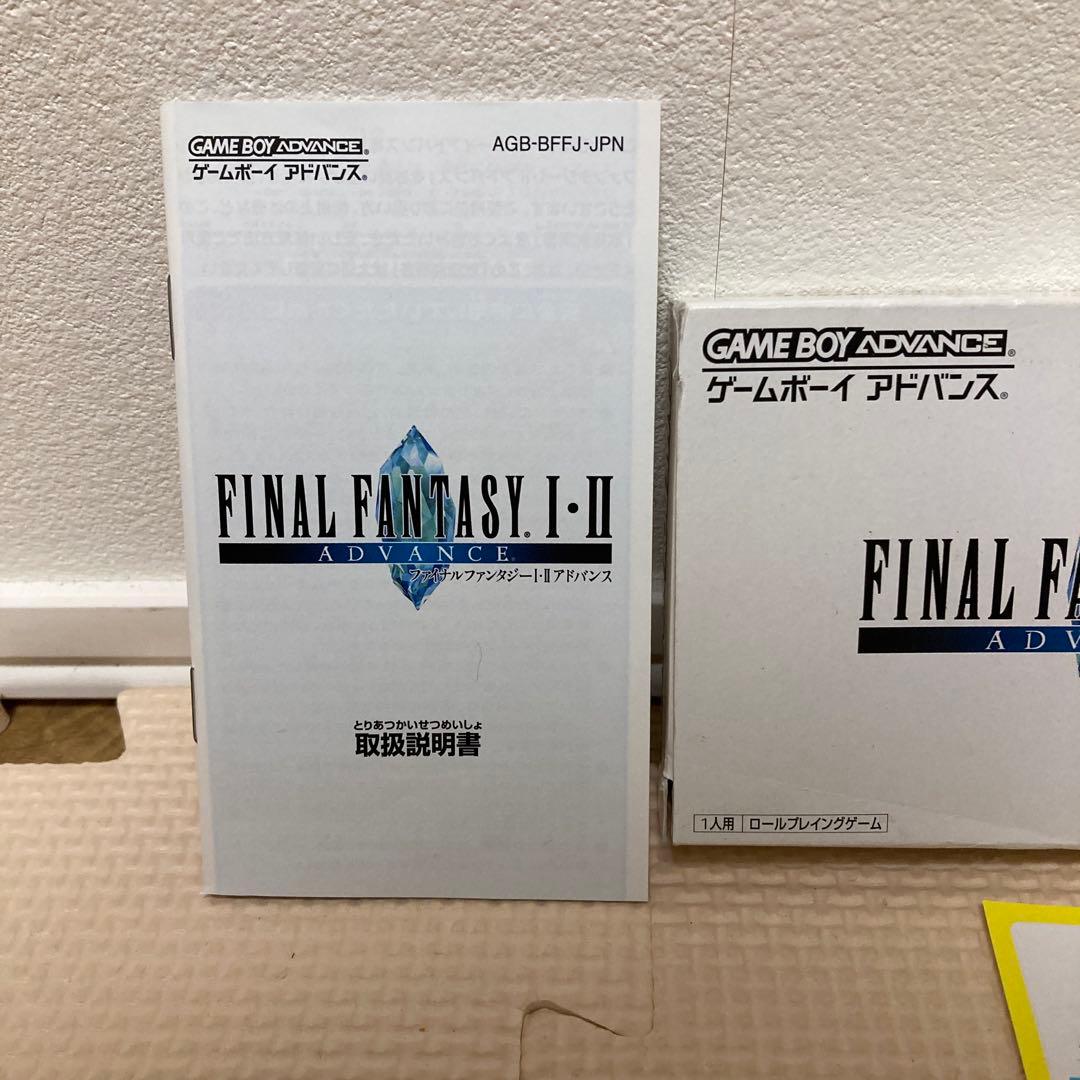 GAME BOY ADVANCE®
ゲームボーイ アドバンス®
AGB-BFFJ-JPN
FINAL FANTASY® I・II
ADVANCE®
ファイナルファンタジーI・II アドバンス
とりあつかいせつめいしょ
取扱説明書
GAME BOY ADVANCE®
ゲームボーイ アドバンス®
FINAL FA
ADV
1人用 ロールプレイングゲーム